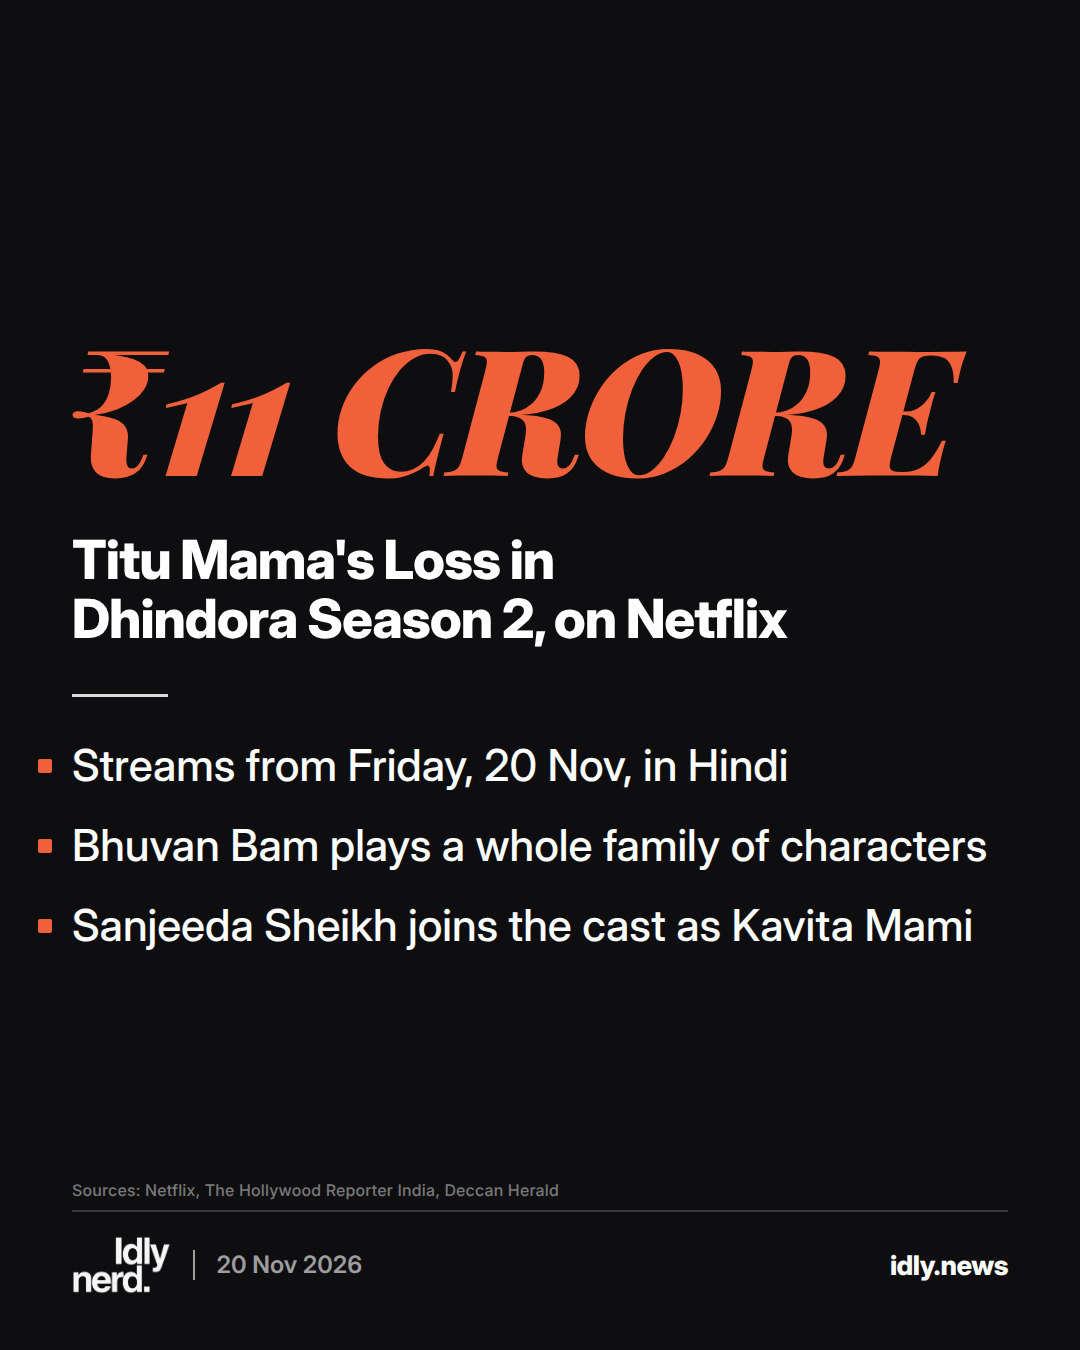 ₹11 CRORE
Titu Mama's Loss in
Dhindora Season 2, on Netflix
Streams from Friday, 20 Nov, in Hindi
Bhuvan Bam plays a whole family of characters
Sanjeeda Sheikh joins the cast as Kavita Mami
Sources: Netflix, The Hollywood Reporter India, Deccan Herald
Idly
nerd.
20 Nov 2026
idly.news